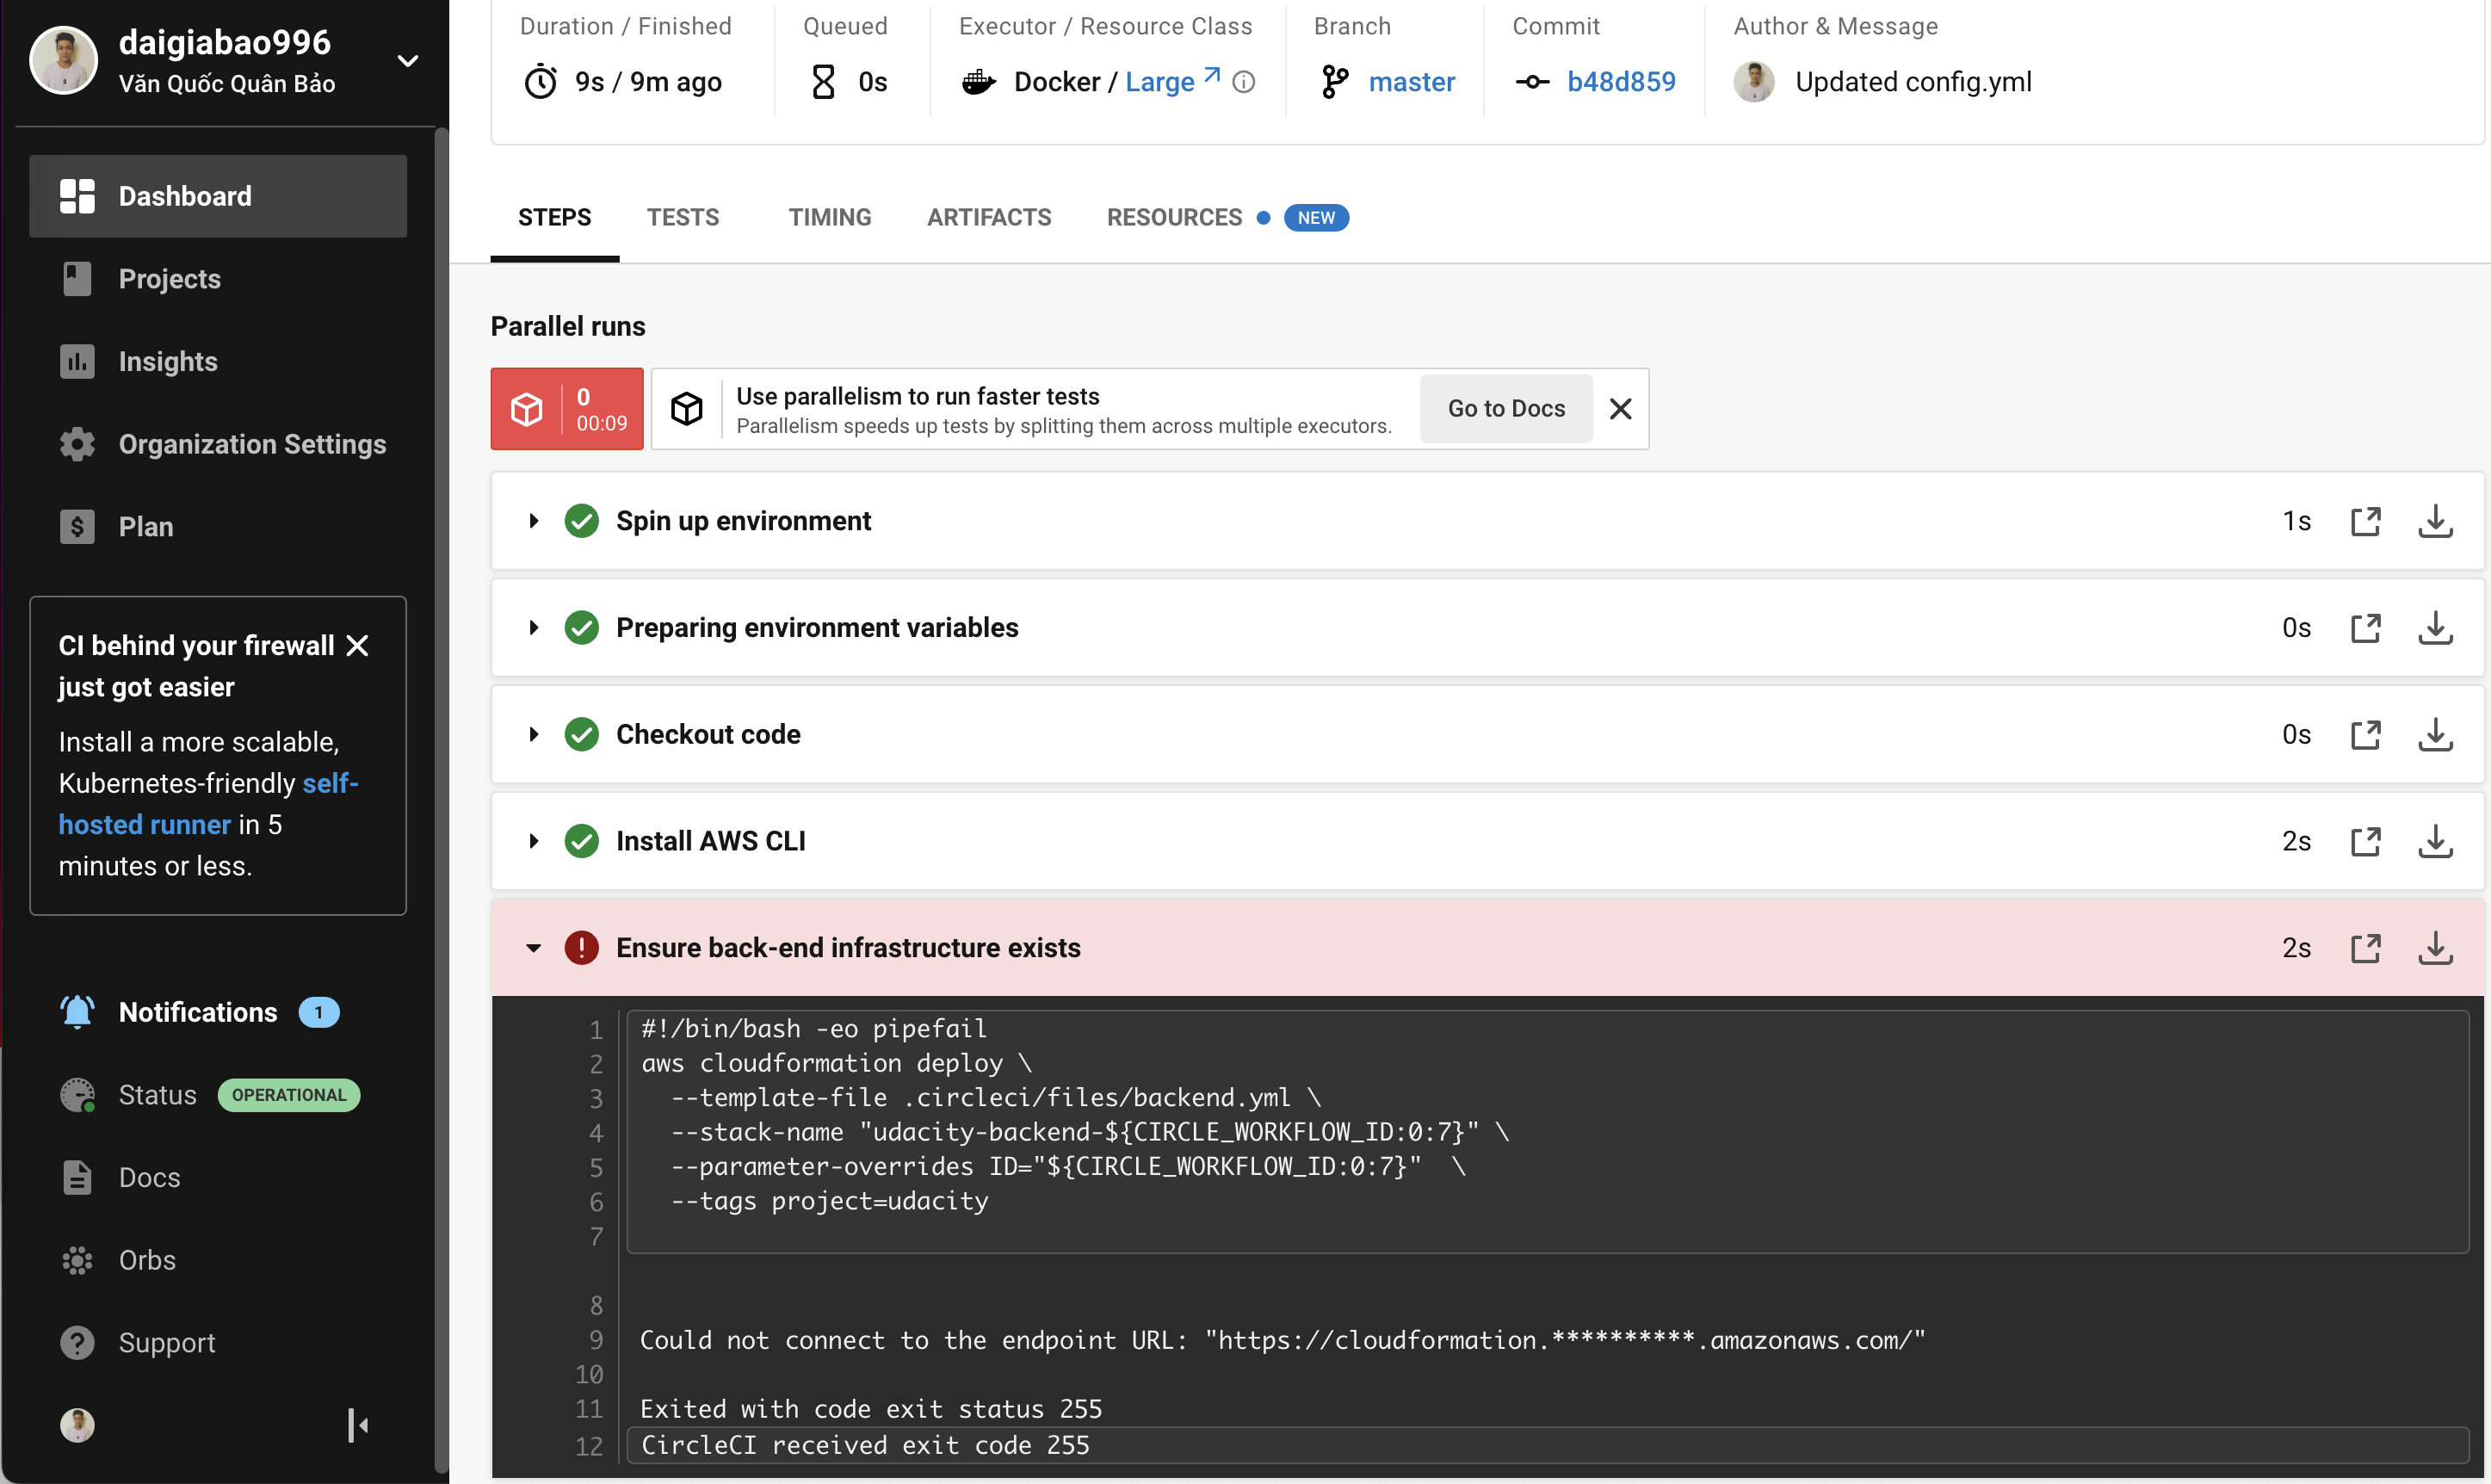 daigiabao996
Văn Quốc Quân Bảo
Dashboard
Projects
Insights
Organization Settings
$ Plan
CI behind your firewall
just got easier
Install a more scalable,
Kubernetes-friendly self-
hosted runner in 5
minutes or less.
Notifications 1
Status OPERATIONAL
Docs
Orbs
? Support
Duration / Finished
9s / 9m ago
Queued
0s
Executor / Resource Class
Docker / Large
Branch
master
Commit
b48d859
Author & Message
Updated config.yml
STEPS TESTS TIMING ARTIFACTS RESOURCES NEW
Parallel runs
0
00:09
Use parallelism to run faster tests
Parallelism speeds up tests by splitting them across multiple executors.
Go to Docs
Spin up environment 1s
Preparing environment variables 0s
Checkout code 0s
Install AWS CLI 2s
! Ensure back-end infrastructure exists 2s
1 #!/bin/bash -eo pipefail
2 aws cloudformation deploy \
3 --template-file .circleci/files/backend.yml \
4 --stack-name "udacity-backend-${CIRCLE_WORKFLOW_ID:0:7}" \
5 --parameter-overrides ID="${CIRCLE_WORKFLOW_ID:0:7}"  \
6 --tags project=udacity
7
8
9 Could not connect to the endpoint URL: "https://cloudformation.**********.amazonaws.com/"
10
11 Exited with code exit status 255
12 CircleCI received exit code 255